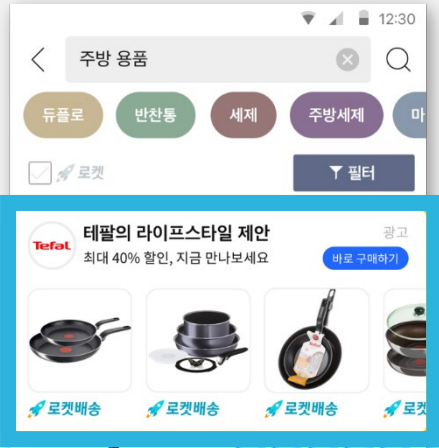 12:30
주방 용품
듀플로 반찬통 세제 주방세제 마
로켓 필터
Tefal 테팔의 라이프스타일 제안 광고
최대 40% 할인, 지금 만나보세요 바로 구매하기
로켓배송 로켓배송 로켓배송 로켓